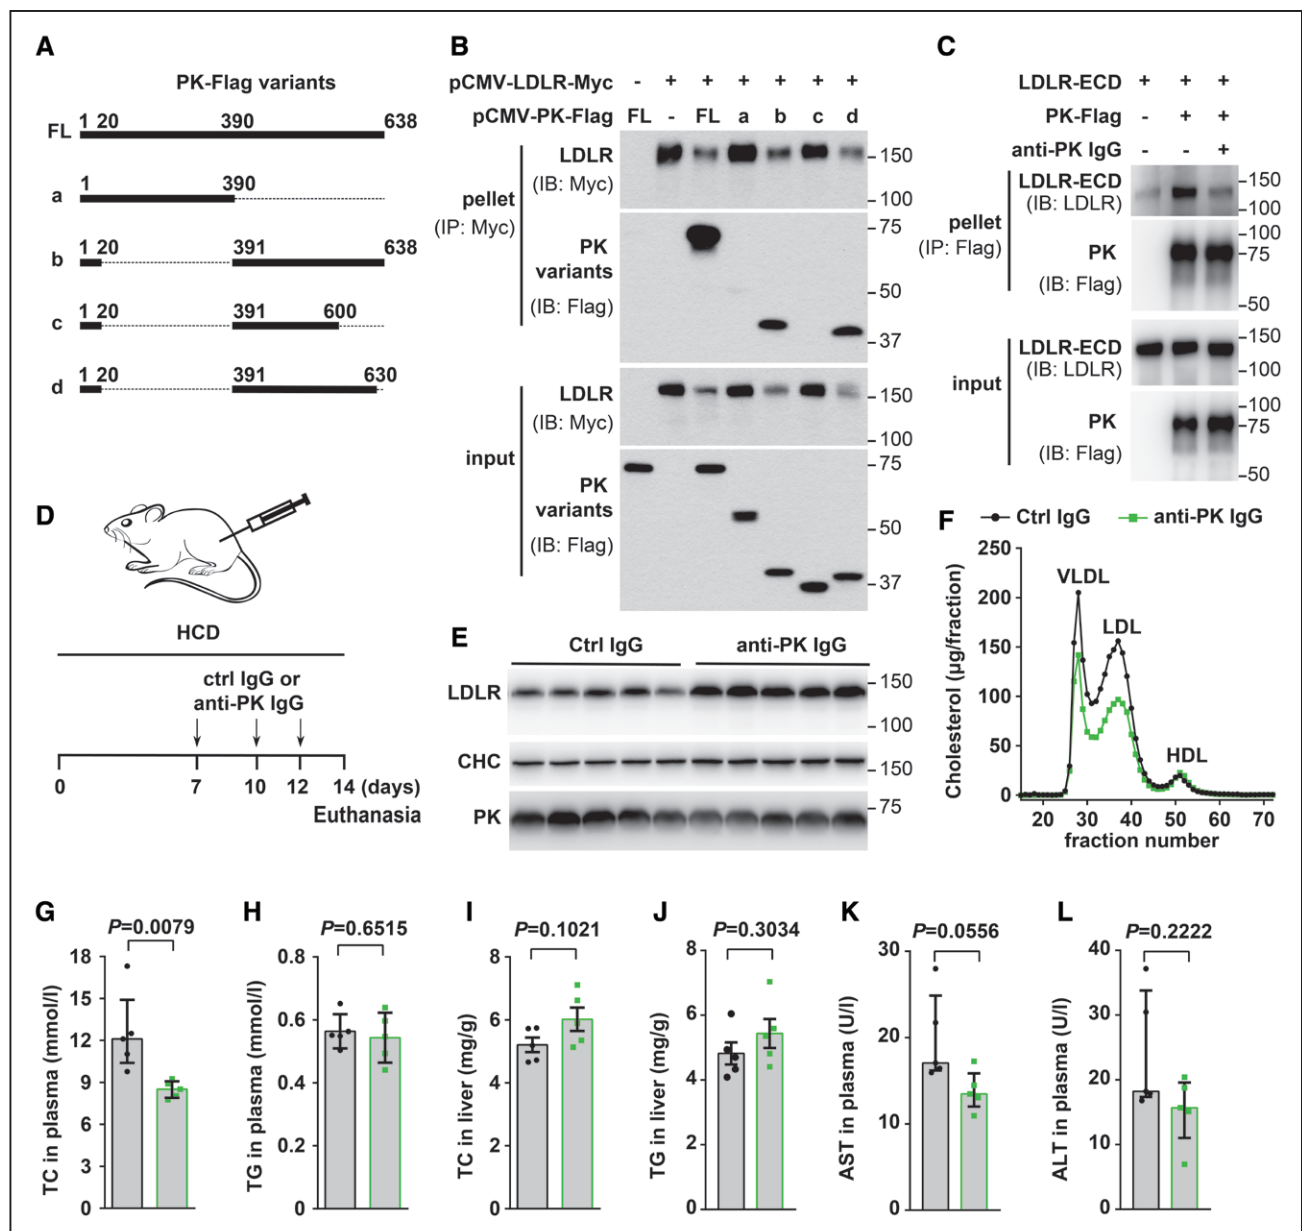 A
PK-Flag variants
FL 1 20 390 638
a 1 390
b 1 20 391 638
c 1 20 391 600
d 1 20 391 630
B
pCMV-LDLR-Myc - + + + + + +
pCMV-PK-Flag FL - FL a b c d
pellet
(IP: Myc)
LDLR
(IB: Myc)
150
100
PK
variants
(IB: Flag)
75
50
37
input
LDLR
(IB: Myc)
150
100
PK
variants
(IB: Flag)
75
50
37
C
LDLR-ECD + + +
PK-Flag - + +
anti-PK IgG - - +
pellet
(IP: Flag)
LDLR-ECD
(IB: LDLR)
150
100
PK
(IB: Flag)
100
75
50
input
LDLR-ECD
(IB: LDLR)
150
100
PK
(IB: Flag)
100
75
50
D
HCD
ctrl IgG or
anti-PK IgG
0 7 10 12 14 (days)
Euthanasia
E
Ctrl IgG anti-PK IgG
LDLR
150
100
CHC
150
PK
75
F
Ctrl IgG anti-PK IgG
Cholesterol (µg/fraction)
250
200
150
100
50
0
VLDL
LDL
HDL
20 30 40 50 60 70
fraction number
G
P=0.0079
TC in plasma (mmol/l)
18
15
12
9
6
3
0
H
P=0.6515
TG in plasma (mmol/l)
0.8
0.6
0.4
0.2
0
I
P=0.1021
TC in liver (mg/g)
8
6
4
2
0
J
P=0.3034
TG in liver (mg/g)
8
6
4
2
0
K
P=0.0556
AST in plasma (U/l)
30
20
10
0
L
P=0.2222
ALT in plasma (U/l)
40
30
20
10
0